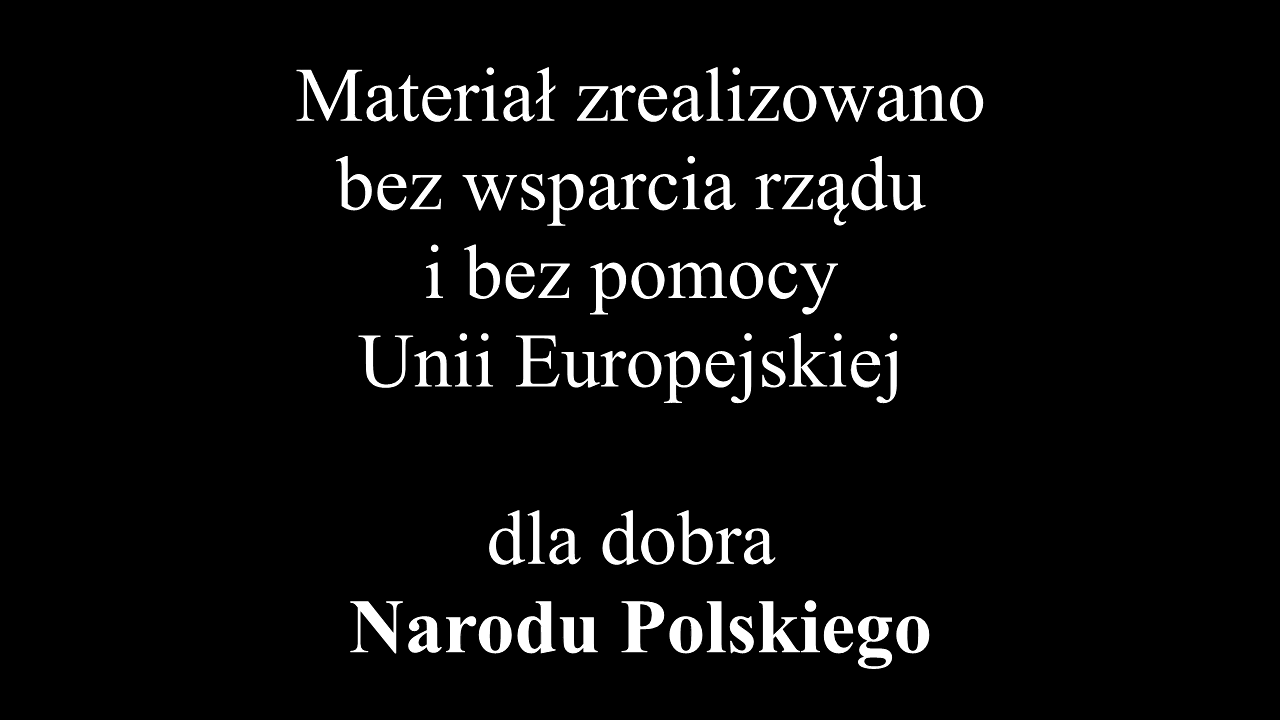 Materiał zrealizowano
bez wsparcia rządu
i bez pomocy
Unii Europejskiej
dla dobra
Narodu Polskiego